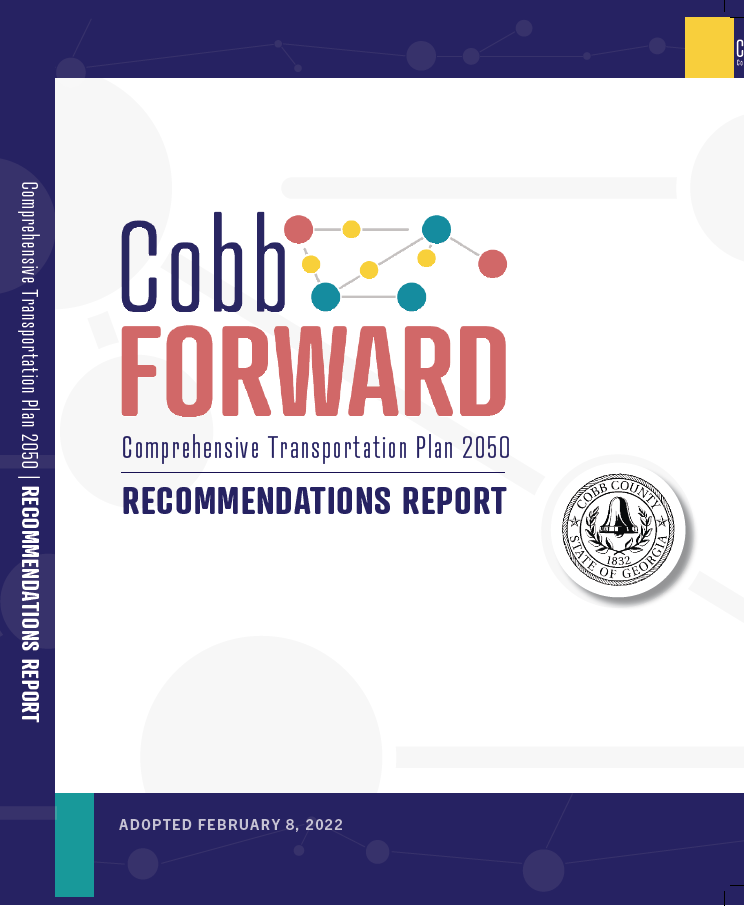 Cobb
FORWARD
Comprehensive Transportation Plan 2050
RECOMMENDATIONS REPORT
COBB COUNTY
1832
STATE OF GEORGIA
ADOPTED FEBRUARY 8, 2022
Comprehensive Transportation Plan 2050 | RECOMMENDATIONS REPORT
C
Co